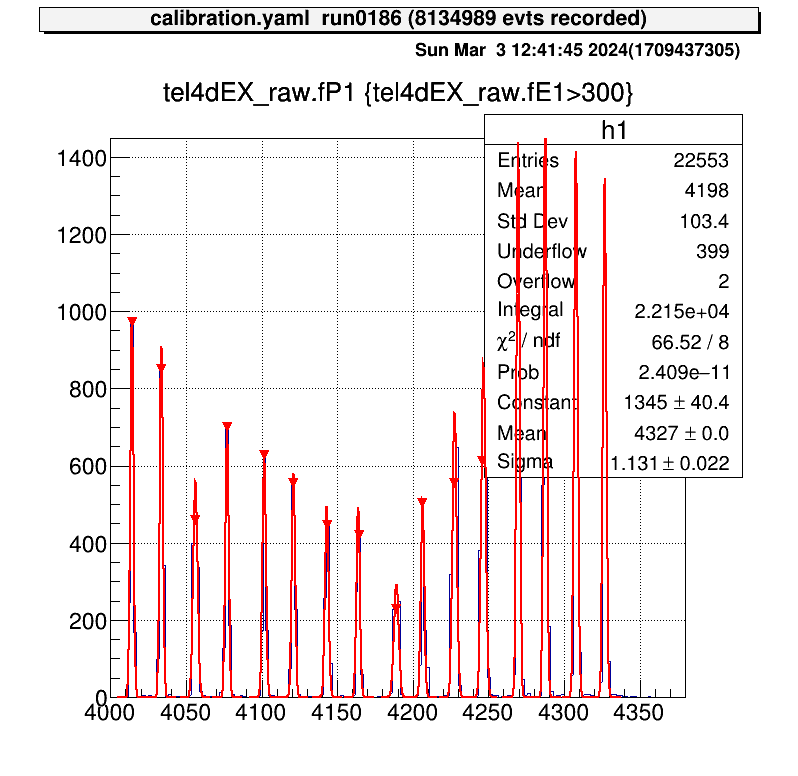 calibration.yaml run0186 (8134989 evts recorded)
Sun Mar 3 12:41:45 2024(1709437305)
tel4dEX_raw.fP1 {tel4dEX_raw.fE1>300}
h1
Entries 22553
Mean 4198
Std Dev 103.4
Underflow 399
Overflow 2
Integral 2.215e+04
χ² / ndf 66.52 / 8
Prob 2.409e–11
Constant 1345 ± 40.4
Mean 4327 ± 0.0
Sigma 1.131 ± 0.022
1400
1200
1000
800
600
400
200
0
4000 4050 4100 4150 4200 4250 4300 4350